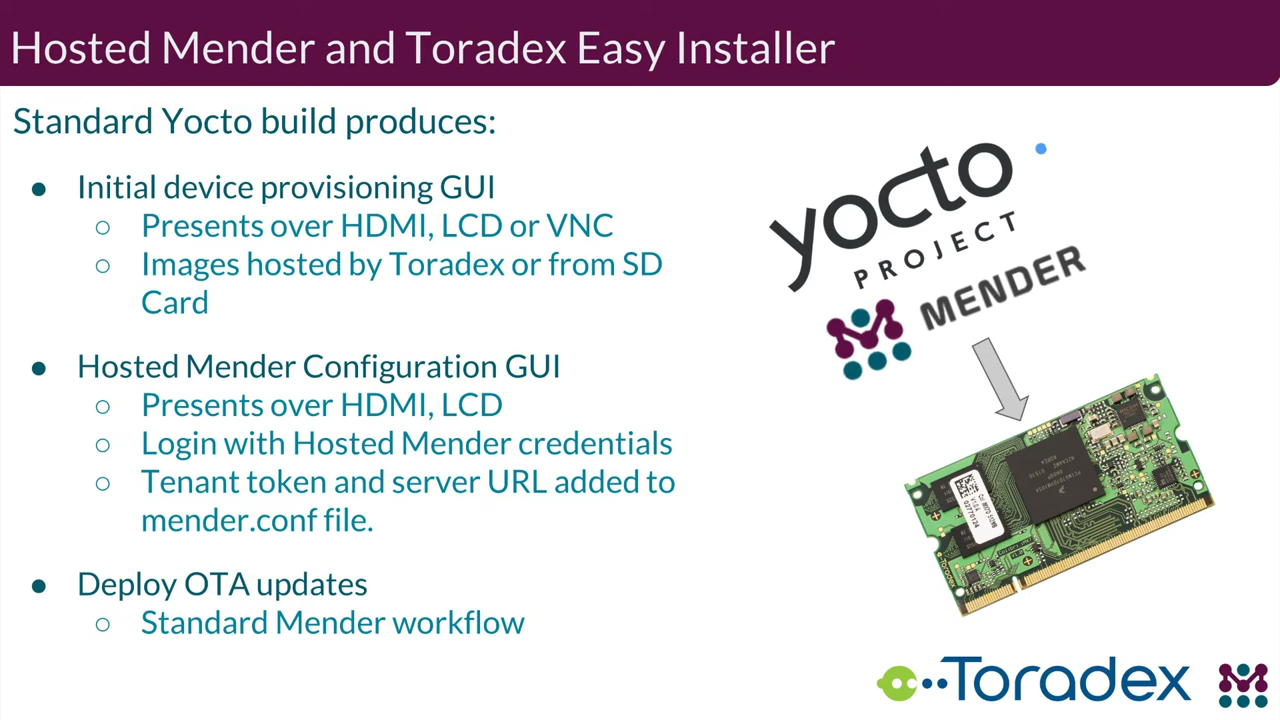 Hosted Mender and Toradex Easy Installer
Standard Yocto build produces:
● Initial device provisioning GUI
○ Presents over HDMI, LCD or VNC
○ Images hosted by Toradex or from SD
Card
● Hosted Mender Configuration GUI
○ Presents over HDMI, LCD
○ Login with Hosted Mender credentials
○ Tenant token and server URL added to
mender.conf file.
● Deploy OTA updates
○ Standard Mender workflow
yocto
PROJECT
MENDER
Toradex
Toradex